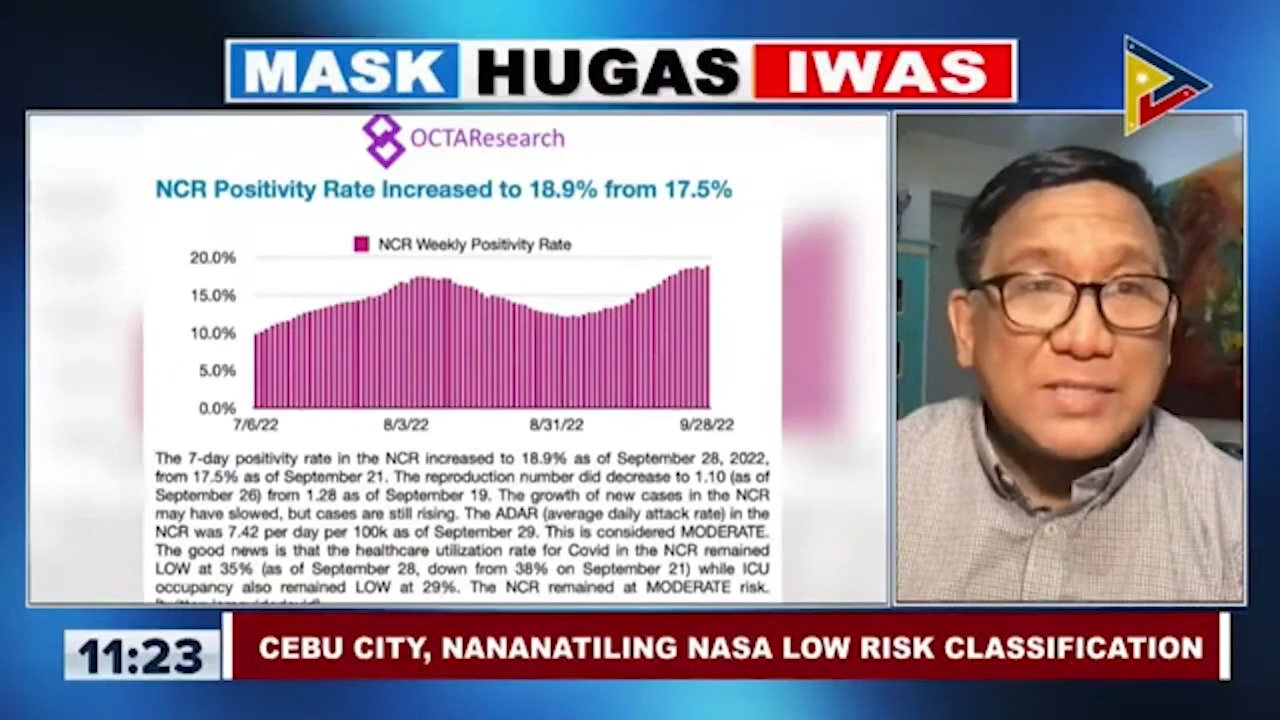 MASK HUGAS IWAS
OCTAResearch
NCR Positivity Rate Increased to 18.9% from 17.5%
NCR Weekly Positivity Rate
20.0%
15.0%
10.0%
5.0%
0.0%
7/6/22 8/3/22 8/31/22 9/28/22
The 7-day positivity rate in the NCR increased to 18.9% as of September 28, 2022,
from 17.5% as of September 21. The reproduction number did decrease to 1.10 (as of
September 26) from 1.28 as of September 19. The growth of new cases in the NCR
may have slowed, but cases are still rising. The ADAR (average daily attack rate) in the
NCR was 7.42 per day per 100k as of September 29. This is considered MODERATE.
The good news is that the healthcare utilization rate for Covid in the NCR remained
LOW at 35% (as of September 28, down from 38% on September 21) while ICU
occupancy also remained LOW at 29%. The NCR remained at MODERATE risk.
11:23
CEBU CITY, NANANATILING NASA LOW RISK CLASSIFICATION